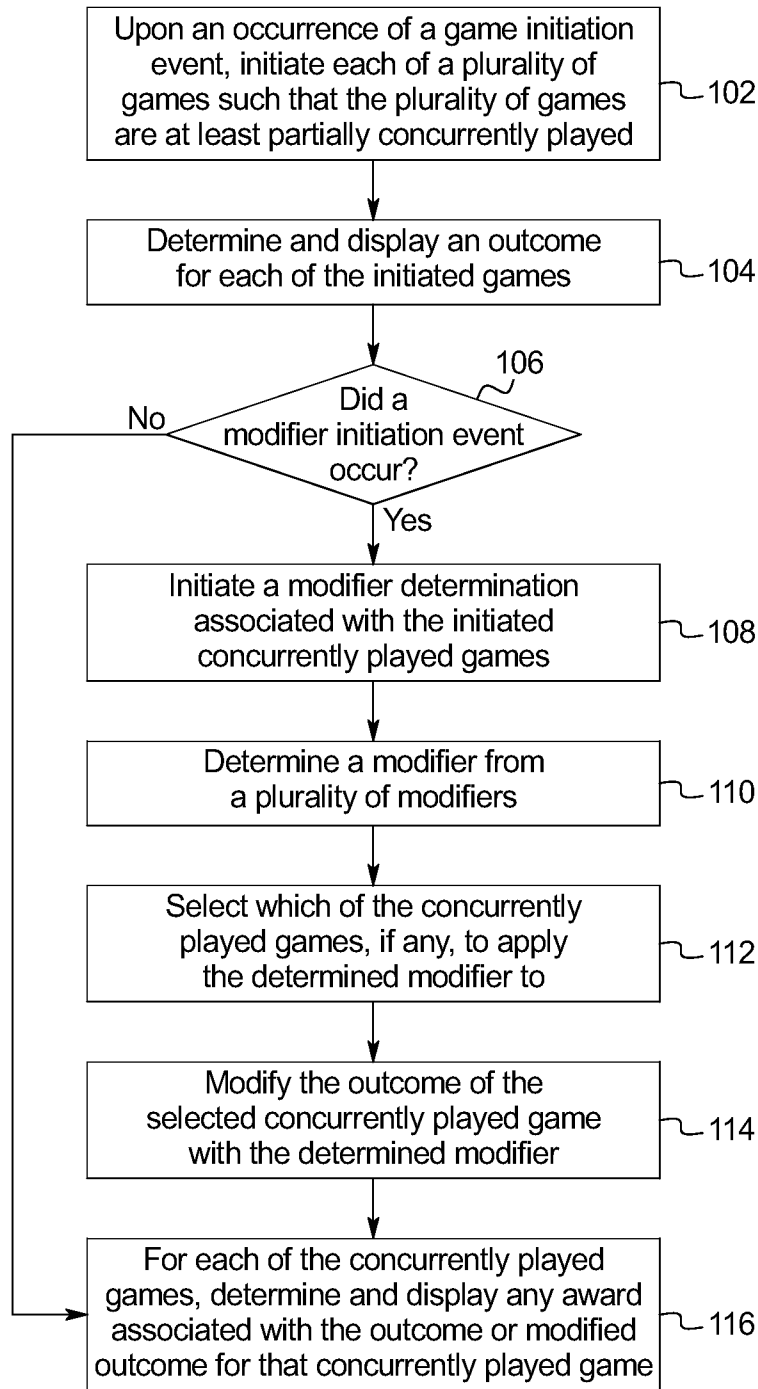 Upon an occurrence of a game initiation
event, initiate each of a plurality of
games such that the plurality of games
are at least partially concurrently played
102
Determine and display an outcome
for each of the initiated games
104
106
Did a
modifier initiation event
occur?
No
Yes
Initiate a modifier determination
associated with the initiated
concurrently played games
108
Determine a modifier from
a plurality of modifiers
110
Select which of the concurrently
played games, if any, to apply
the determined modifier to
112
Modify the outcome of the
selected concurrently played game
with the determined modifier
114
For each of the concurrently played
games, determine and display any award
associated with the outcome or modified
outcome for that concurrently played game
116